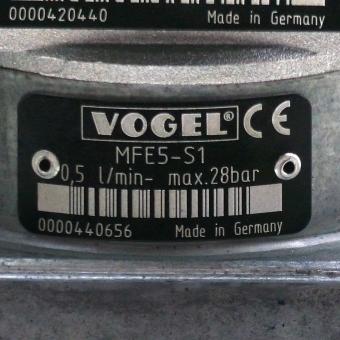 0000420440 Made in Germany
VOGEL® CE
MFE5-S1
0,5 l/min- max.28bar
0000440656 Made in Germany